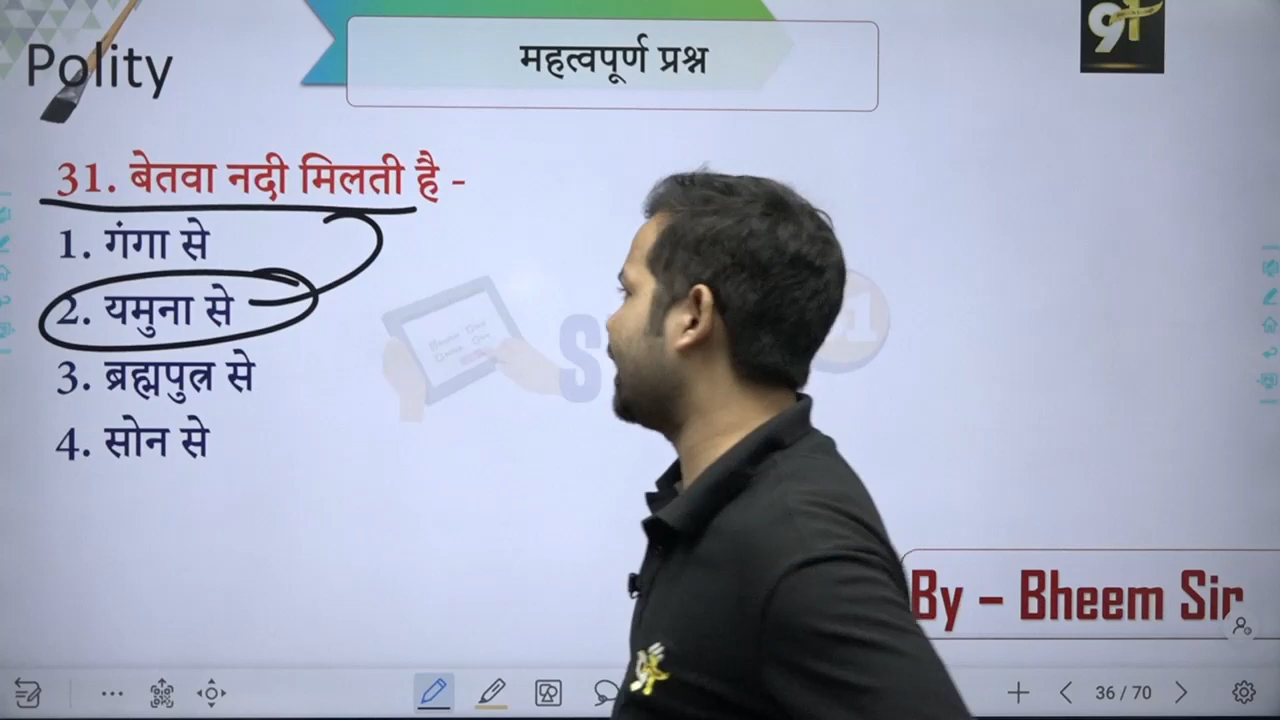 Polity
महत्वपूर्ण प्रश्न
31. बेतवा नदी मिलती है -
1. गंगा से
2. यमुना से
3. ब्रह्मपुत्र से
4. सोन से
By – Bheem Sir
36 / 70